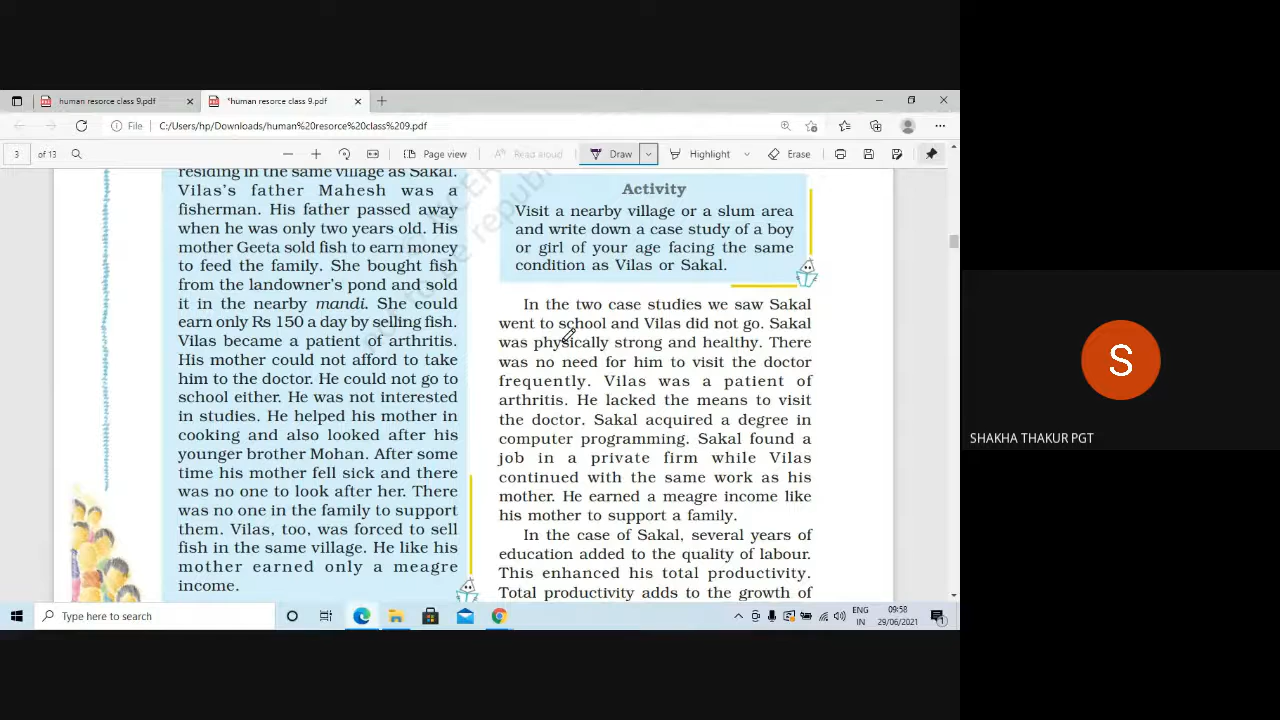 human resorce class 9.pdf
*human resorce class 9.pdf
File
C:/Users/hp/Downloads/human%20resorce%20class%209.pdf
3
of 13
Page view
Read aloud
Draw
Highlight
Erase
residing in the same village as Sakal.
Vilas's father Mahesh was a
fisherman. His father passed away
when he was only two years old. His
mother Geeta sold fish to earn money
to feed the family. She bought fish
from the landowner's pond and sold
it in the nearby mandi. She could
earn only Rs 150 a day by selling fish.
Vilas became a patient of arthritis.
His mother could not afford to take
him to the doctor. He could not go to
school either. He was not interested
in studies. He helped his mother in
cooking and also looked after his
younger brother Mohan. After some
time his mother fell sick and there
was no one to look after her. There
was no one in the family to support
them. Vilas, too, was forced to sell
fish in the same village. He like his
mother earned only a meagre
income.
Activity
Visit a nearby village or a slum area
and write down a case study of a boy
or girl of your age facing the same
condition as Vilas or Sakal.
In the two case studies we saw Sakal
went to school and Vilas did not go. Sakal
was physically strong and healthy. There
was no need for him to visit the doctor
frequently. Vilas was a patient of
arthritis. He lacked the means to visit
the doctor. Sakal acquired a degree in
computer programming. Sakal found a
job in a private firm while Vilas
continued with the same work as his
mother. He earned a meagre income like
his mother to support a family.
In the case of Sakal, several years of
education added to the quality of labour.
This enhanced his total productivity.
Total productivity adds to the growth of
S
SHAKHA THAKUR PGT
Type here to search
ENG
IN
09:58
29/06/2021
1